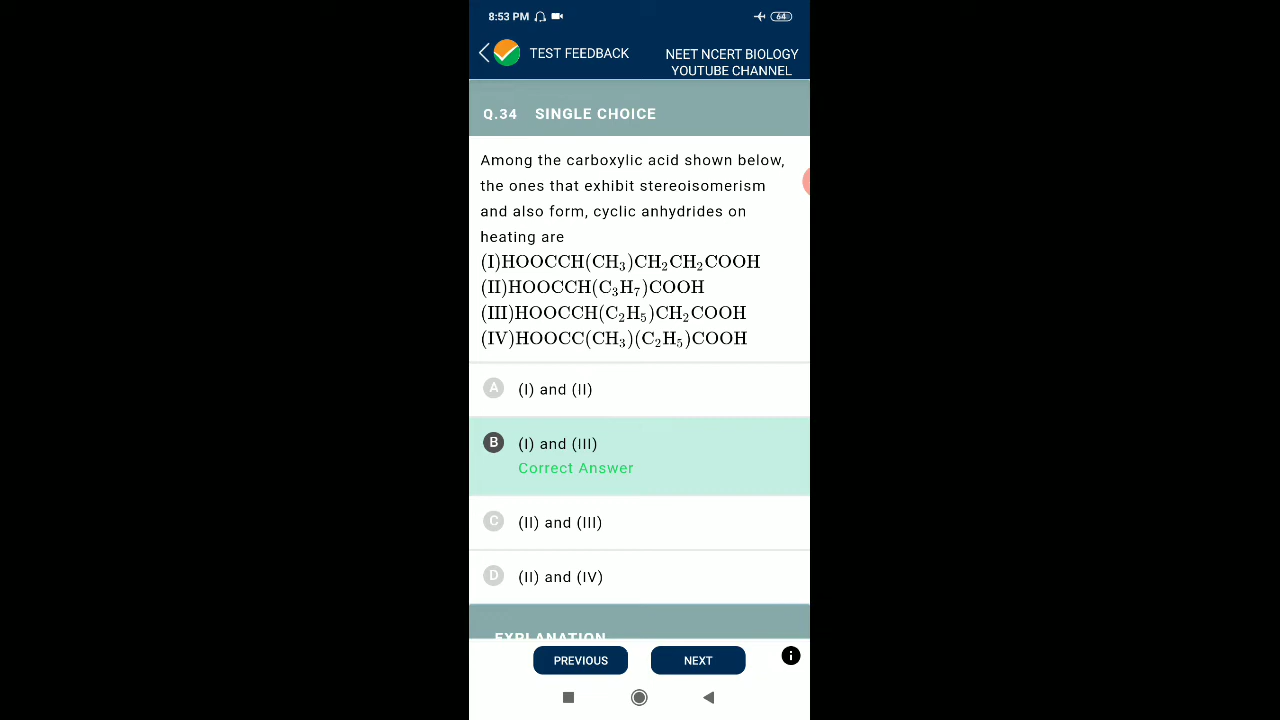 8:53 PM
64
TEST FEEDBACK
NEET NCERT BIOLOGY
YOUTUBE CHANNEL
Q.34 SINGLE CHOICE
Among the carboxylic acid shown below,
the ones that exhibit stereoisomerism
and also form, cyclic anhydrides on
heating are
(I)HOOCCH(CH₃)CH₂CH₂COOH
(II)HOOCCH(C₃H₇)COOH
(III)HOOCCH(C₂H₅)CH₂COOH
(IV)HOOCC(CH₃)(C₂H₅)COOH
A (I) and (II)
B (I) and (III)
Correct Answer
C (II) and (III)
D (II) and (IV)
EXPLANATION
PREVIOUS NEXT